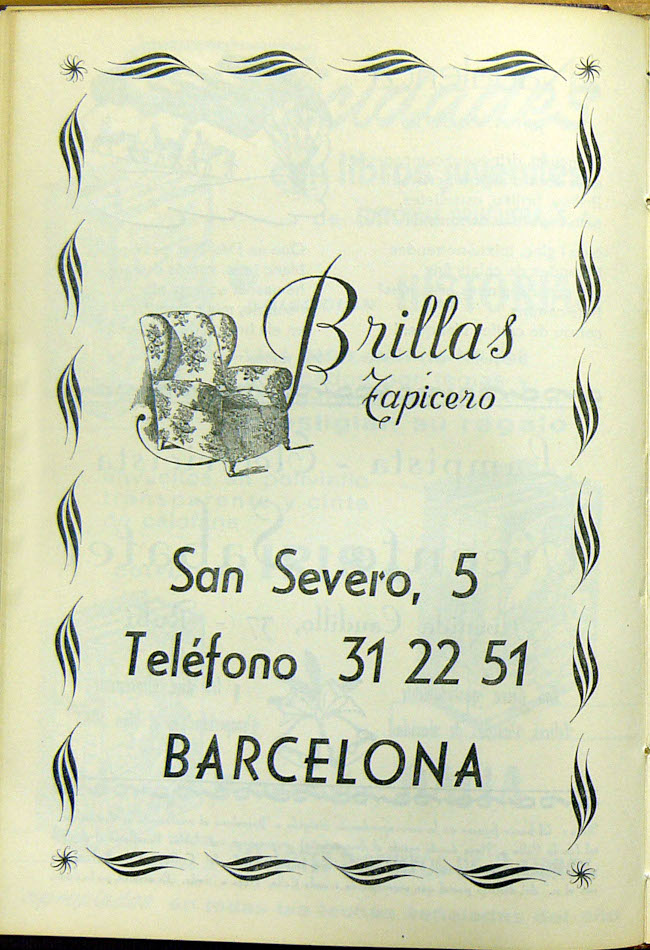 Brillas
Tapicero
San Severo, 5
Teléfono 31 22 51
BARCELONA